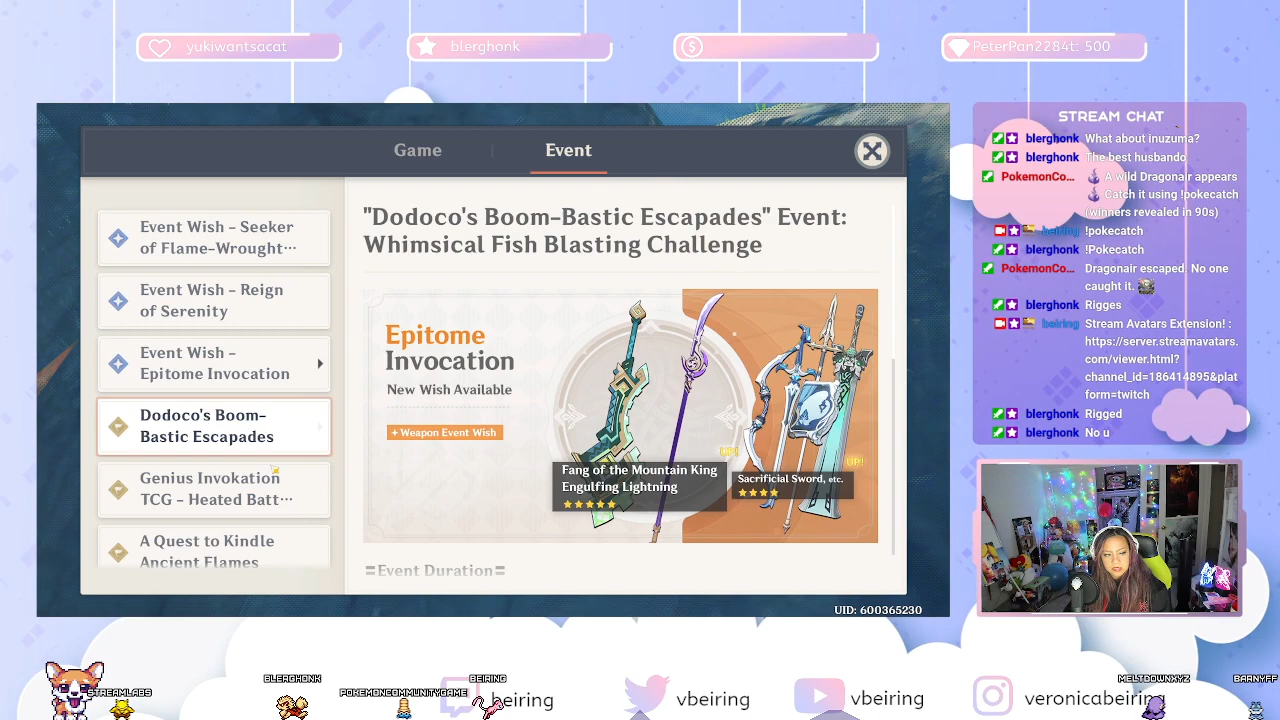 yukiwantsacat
blerghonk
PeterPan2284t: 500
Game
Event
Event Wish - Seeker
of Flame-Wrought...
Event Wish - Reign
of Serenity
Event Wish -
Epitome Invocation
Dodoco's Boom-
Bastic Escapades
Genius Invokation
TCG - Heated Batt...
A Quest to Kindle
Ancient Flames
"Dodoco's Boom-Bastic Escapades" Event:
Whimsical Fish Blasting Challenge
Epitome
Invocation
New Wish Available
+ Weapon Event Wish
UP!
Fang of the Mountain King
Engulfing Lightning
UP!
Sacrificial Sword, etc.
=Event Duration=
UID: 600365230
STREAM CHAT
blerghonk What about inuzuma?
blerghonk The best husbando
PokemonCo... A wild Dragonair appears
Catch it using !pokecatch
(winners revealed in 90s)
beiring !pokecatch
blerghonk !Pokecatch
PokemonCo... Dragonair escaped. No one
caught it.
blerghonk Rigges
beiring Stream Avatars Extension! :
https://server.streamavatars.
com/viewer.html?
channel_id=186414895&plat
form=twitch
blerghonk Rigged
blerghonk No u
STREAMLABS
BLERGHONK
POKEMONCOMMUNITYGAME
BEIRING
MELTDOWNXYZ
BARNYFF
beiring
vbeiring
vbeiring
veronicabeiring